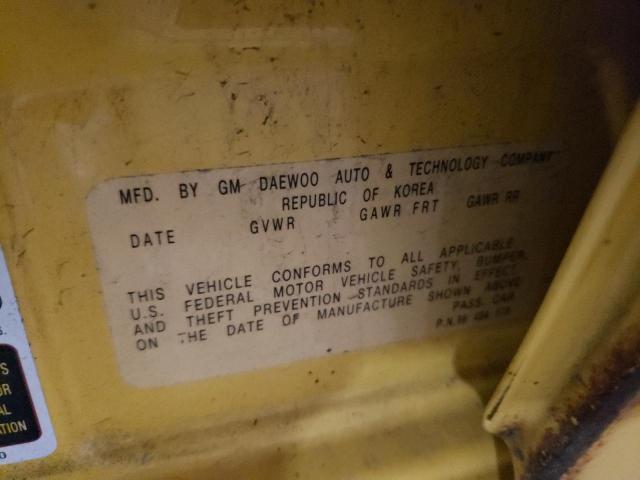 MFD. BY GM DAEWOO AUTO & TECHNOLOGY COMPANY
REPUBLIC OF KOREA
DATE GVWR GAWR FRT GAWR RR
THIS VEHICLE CONFORMS TO ALL APPLICABLE
U.S. FEDERAL MOTOR VEHICLE SAFETY, BUMPER,
AND THEFT PREVENTION STANDARDS IN EFFECT
ON THE DATE OF MANUFACTURE SHOWN ABOVE
PASS. CAR
P.N.96